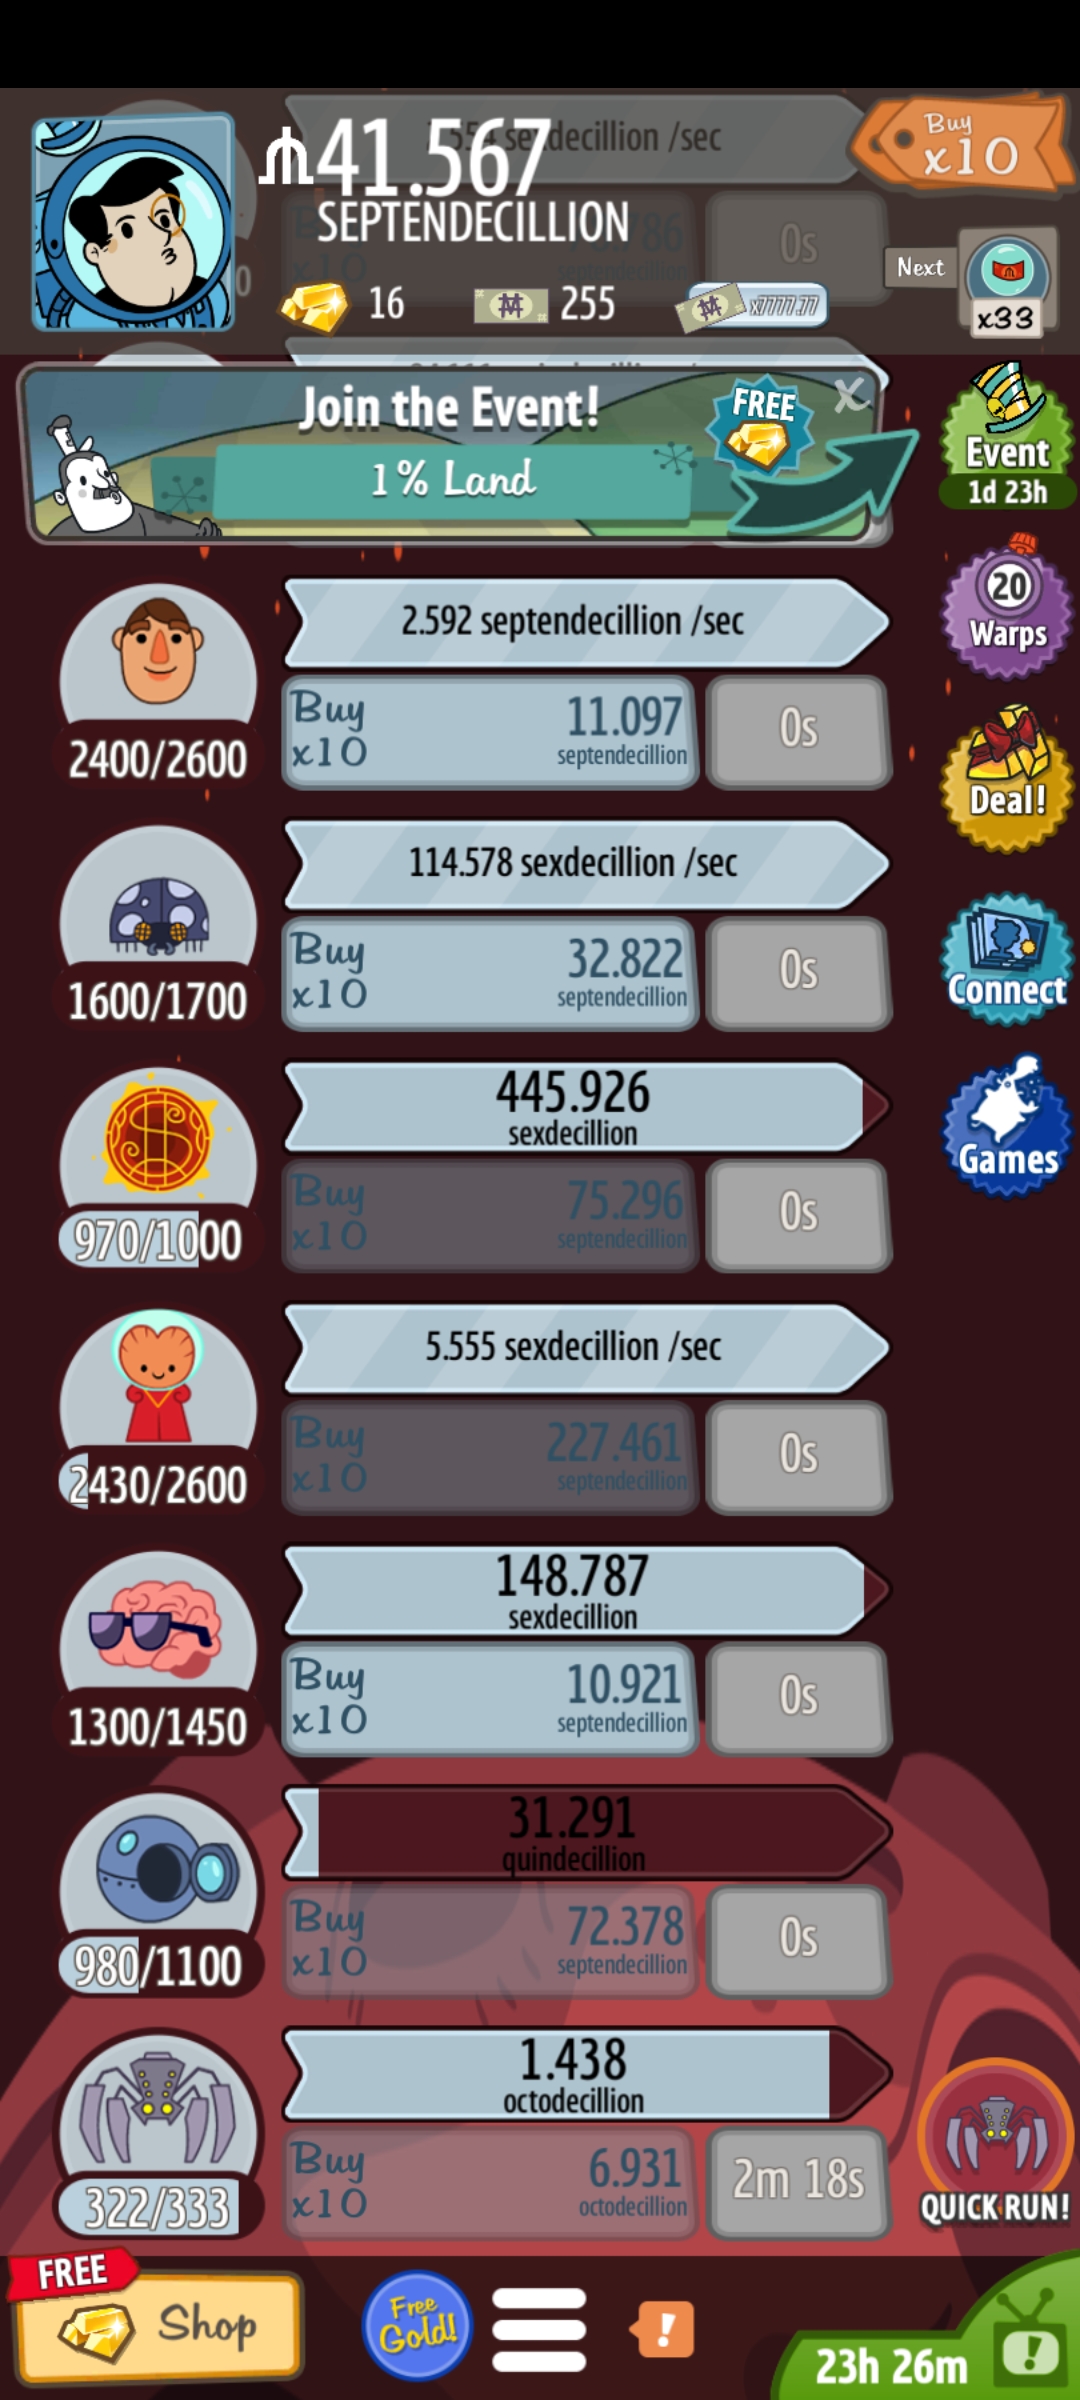 41.567
SEPTENDECILLION
sexdecillion /sec
Buy
x10
Buy
x10
786
septendecillion
0s
16
255
x7777.77
Next
x33
Join the Event!
1% Land
FREE
X
Event
1d 23h
2.592 septendecillion /sec
Buy
x10
11.097
septendecillion
0s
2400/2600
20
Warps
Deal!
114.578 sexdecillion /sec
Buy
x10
32.822
septendecillion
0s
1600/1700
Connect
445.926
sexdecillion
Buy
x10
75.296
septendecillion
0s
970/1000
Games
5.555 sexdecillion /sec
Buy
x10
227.461
septendecillion
0s
2430/2600
148.787
sexdecillion
Buy
x10
10.921
septendecillion
0s
1300/1450
31.291
quindecillion
Buy
x10
72.378
septendecillion
0s
980/1100
1.438
octodecillion
Buy
x10
6.931
octodecillion
2m 18s
322/333
QUICK RUN!
FREE
Shop
Free
Gold!
!
23h 26m
!